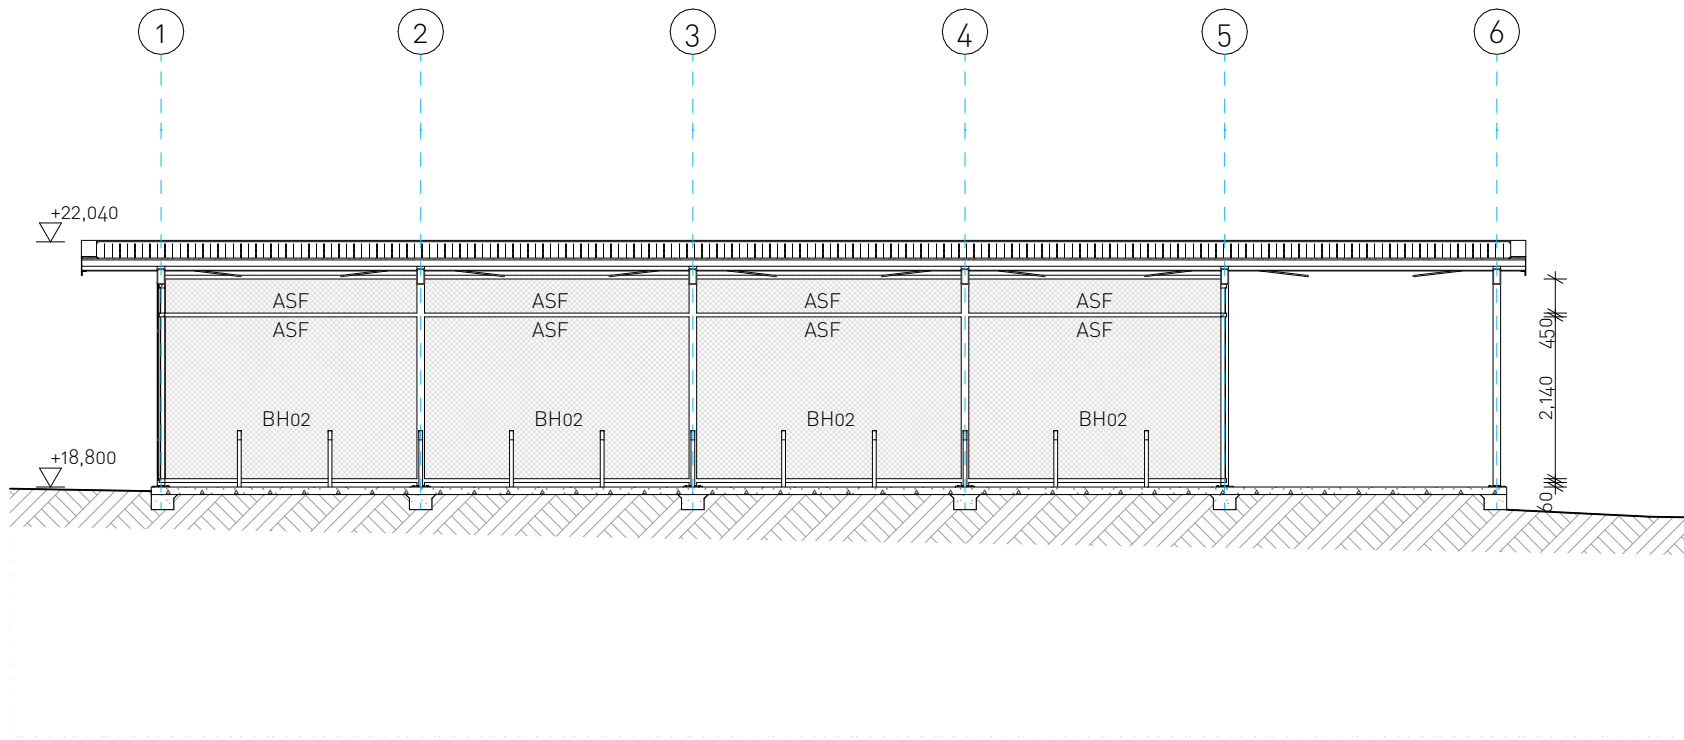 1 2 3 4 5 6
+22,040
ASF ASF ASF ASF
ASF ASF ASF ASF
450
2,140
BH02 BH02 BH02 BH02
+18,800
60